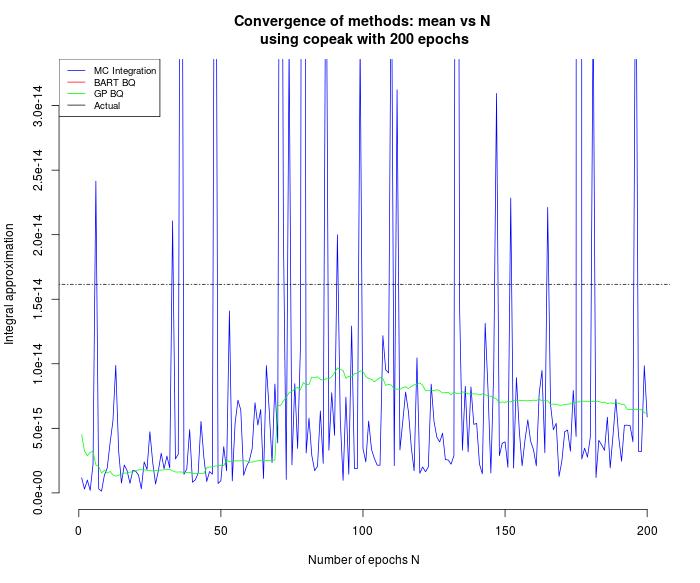 Convergence of methods: mean vs N
using copeak with 200 epochs
MC Integration
BART BQ
GP BQ
Actual
Integral approximation
3.0e-14
2.5e-14
2.0e-14
1.5e-14
1.0e-14
5.0e-15
0.0e+00
0 50 100 150 200
Number of epochs N